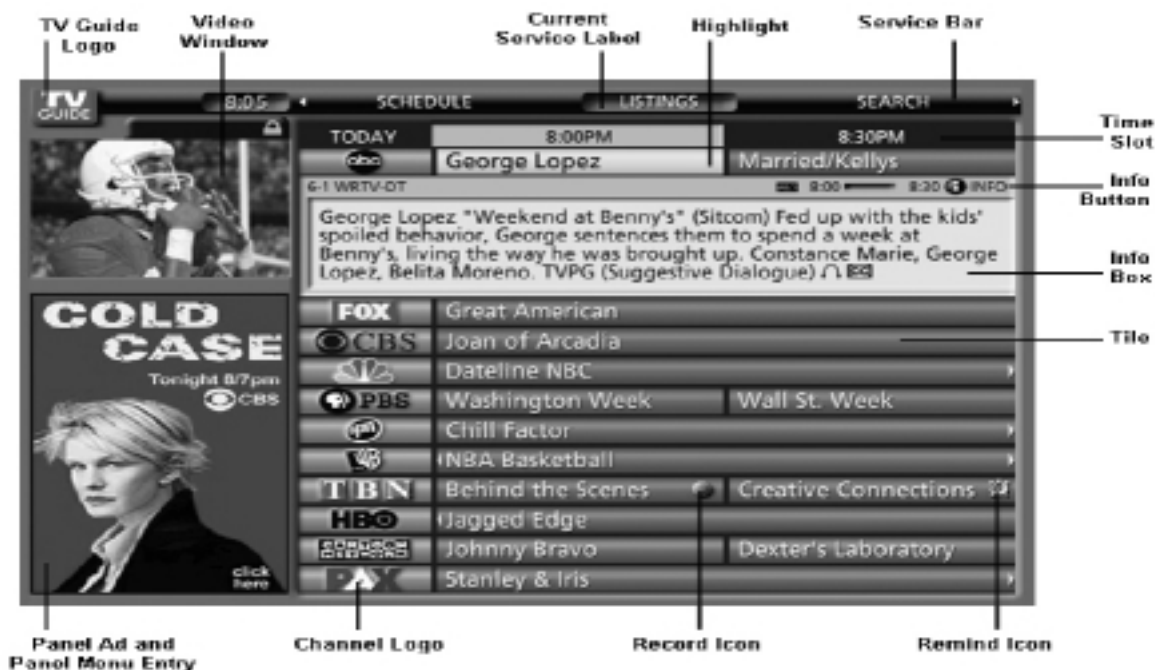 TV Guide
Logo
Video
Window
Current
Service Label
Highlight
Service Bar
TV
GUIDE
8:05
SCHEDULE
LISTINGS
SEARCH
Time
Slot
TODAY
8:00PM
8:30PM
abc
George Lopez
Married/Kellys
6-1 WRTV-DT
8:00
8:30
INFO
Info
Button
George Lopez "Weekend at Benny's" (Sitcom) Fed up with the kids'
spoiled behavior, George sentences them to spend a week at
Benny's, living the way he was brought up. Constance Marie, George
Lopez, Belita Moreno. TVPG (Suggestive Dialogue)
Info
Box
COLD
CASE
Tonight 8/7pm
CBS
click
here
FOX
Great American
CBS
Joan of Arcadia
Tile
Dateline NBC
PBS
Washington Week
Wall St. Week
Chill Factor
NBA Basketball
TBN
Behind the Scenes
Creative Connections
HBO
Jagged Edge
CARTOON NETWORK
Johnny Bravo
Dexter's Laboratory
PAX
Stanley & Iris
Panel Ad and
Panel Menu Entry
Channel Logo
Record Icon
Remind Icon